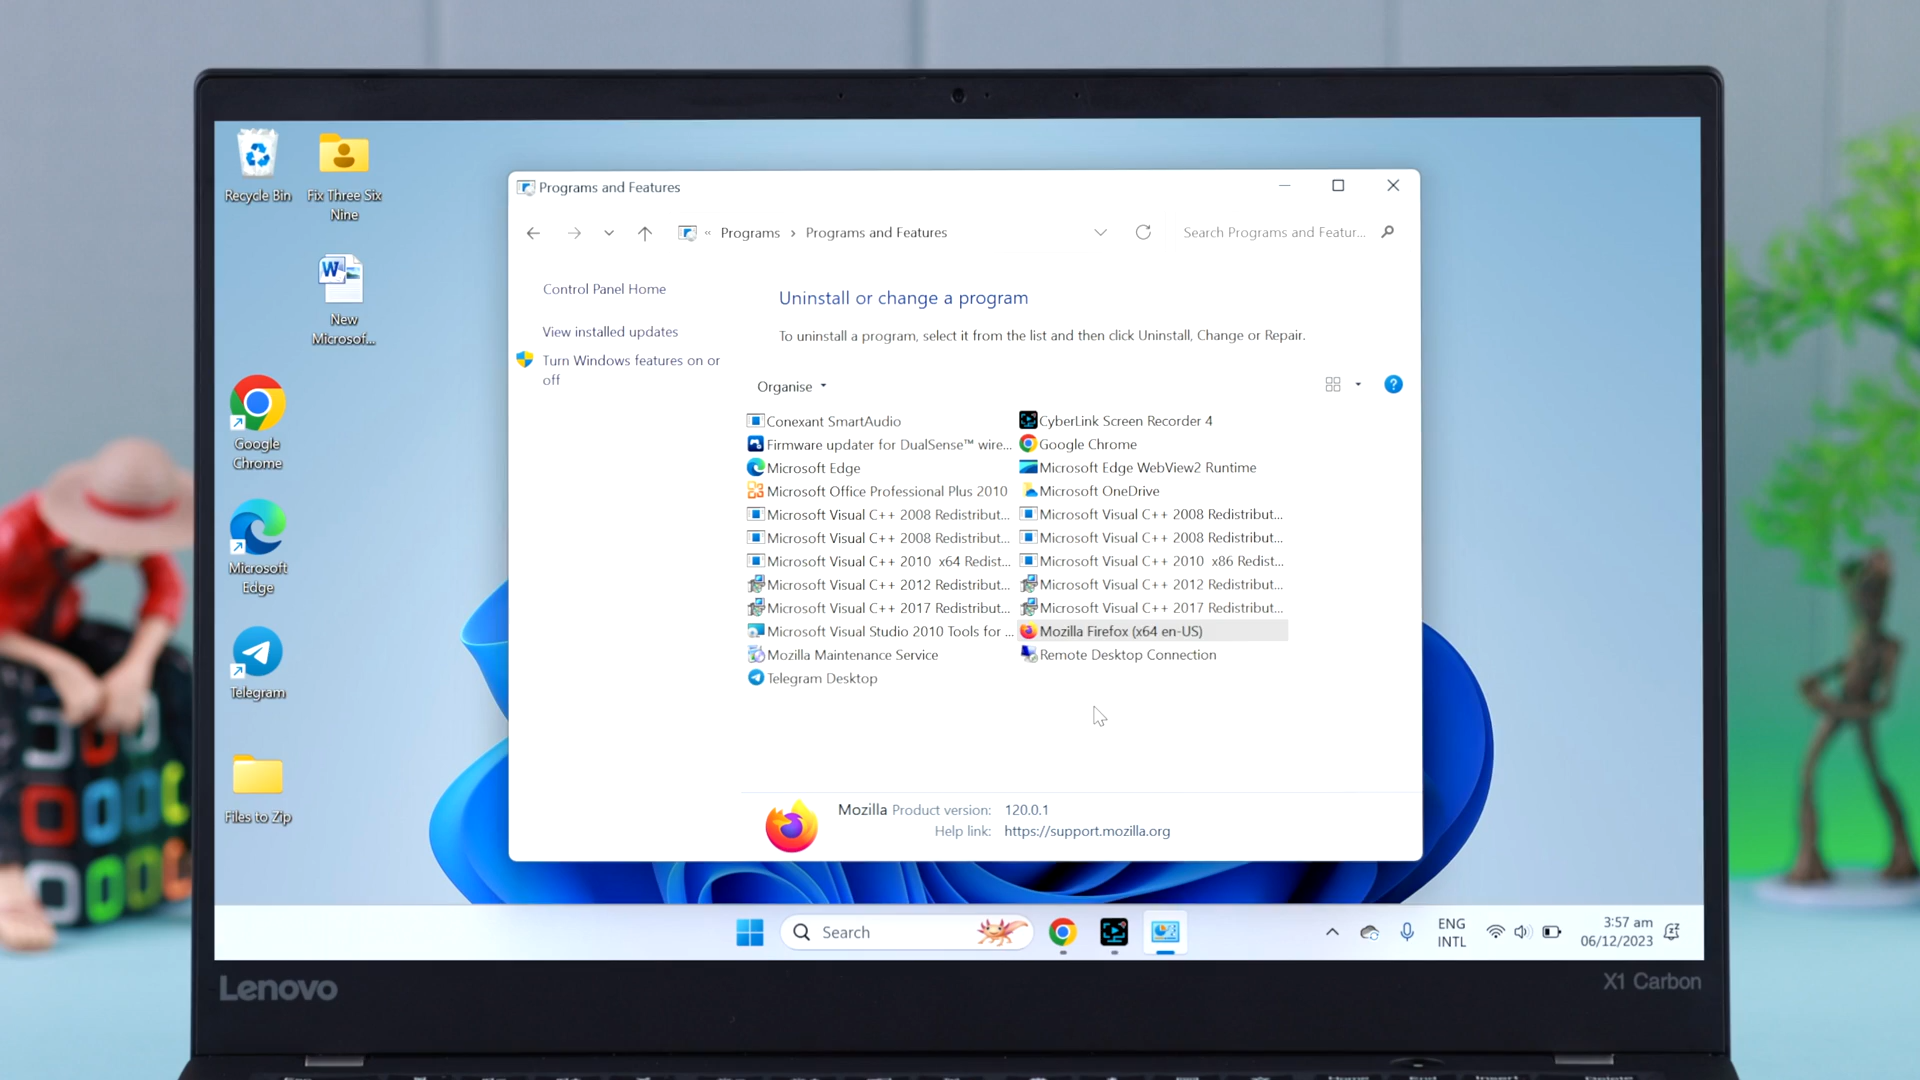 Recycle Bin
Fix Three Six
Nine
New
Microsof...
Google
Chrome
Microsoft
Edge
Telegram
Files to Zip
Programs and Features
« Programs > Programs and Features
Search Programs and Featur...
Control Panel Home
View installed updates
Turn Windows features on or
off
Uninstall or change a program
To uninstall a program, select it from the list and then click Uninstall, Change or Repair.
Organise
?
Conexant SmartAudio
CyberLink Screen Recorder 4
Firmware updater for DualSense™ wire...
Google Chrome
Microsoft Edge
Microsoft Edge WebView2 Runtime
Microsoft Office Professional Plus 2010
Microsoft OneDrive
Microsoft Visual C++ 2008 Redistribut...
Microsoft Visual C++ 2008 Redistribut...
Microsoft Visual C++ 2008 Redistribut...
Microsoft Visual C++ 2008 Redistribut...
Microsoft Visual C++ 2010 x64 Redist...
Microsoft Visual C++ 2010 x86 Redist...
Microsoft Visual C++ 2012 Redistribut...
Microsoft Visual C++ 2012 Redistribut...
Microsoft Visual C++ 2017 Redistribut...
Microsoft Visual C++ 2017 Redistribut...
Microsoft Visual Studio 2010 Tools for ...
Mozilla Firefox (x64 en-US)
Mozilla Maintenance Service
Remote Desktop Connection
Telegram Desktop
Mozilla Product version: 120.0.1
Help link: https://support.mozilla.org
Search
ENG
INTL
3:57 am
06/12/2023
Lenovo
X1 Carbon